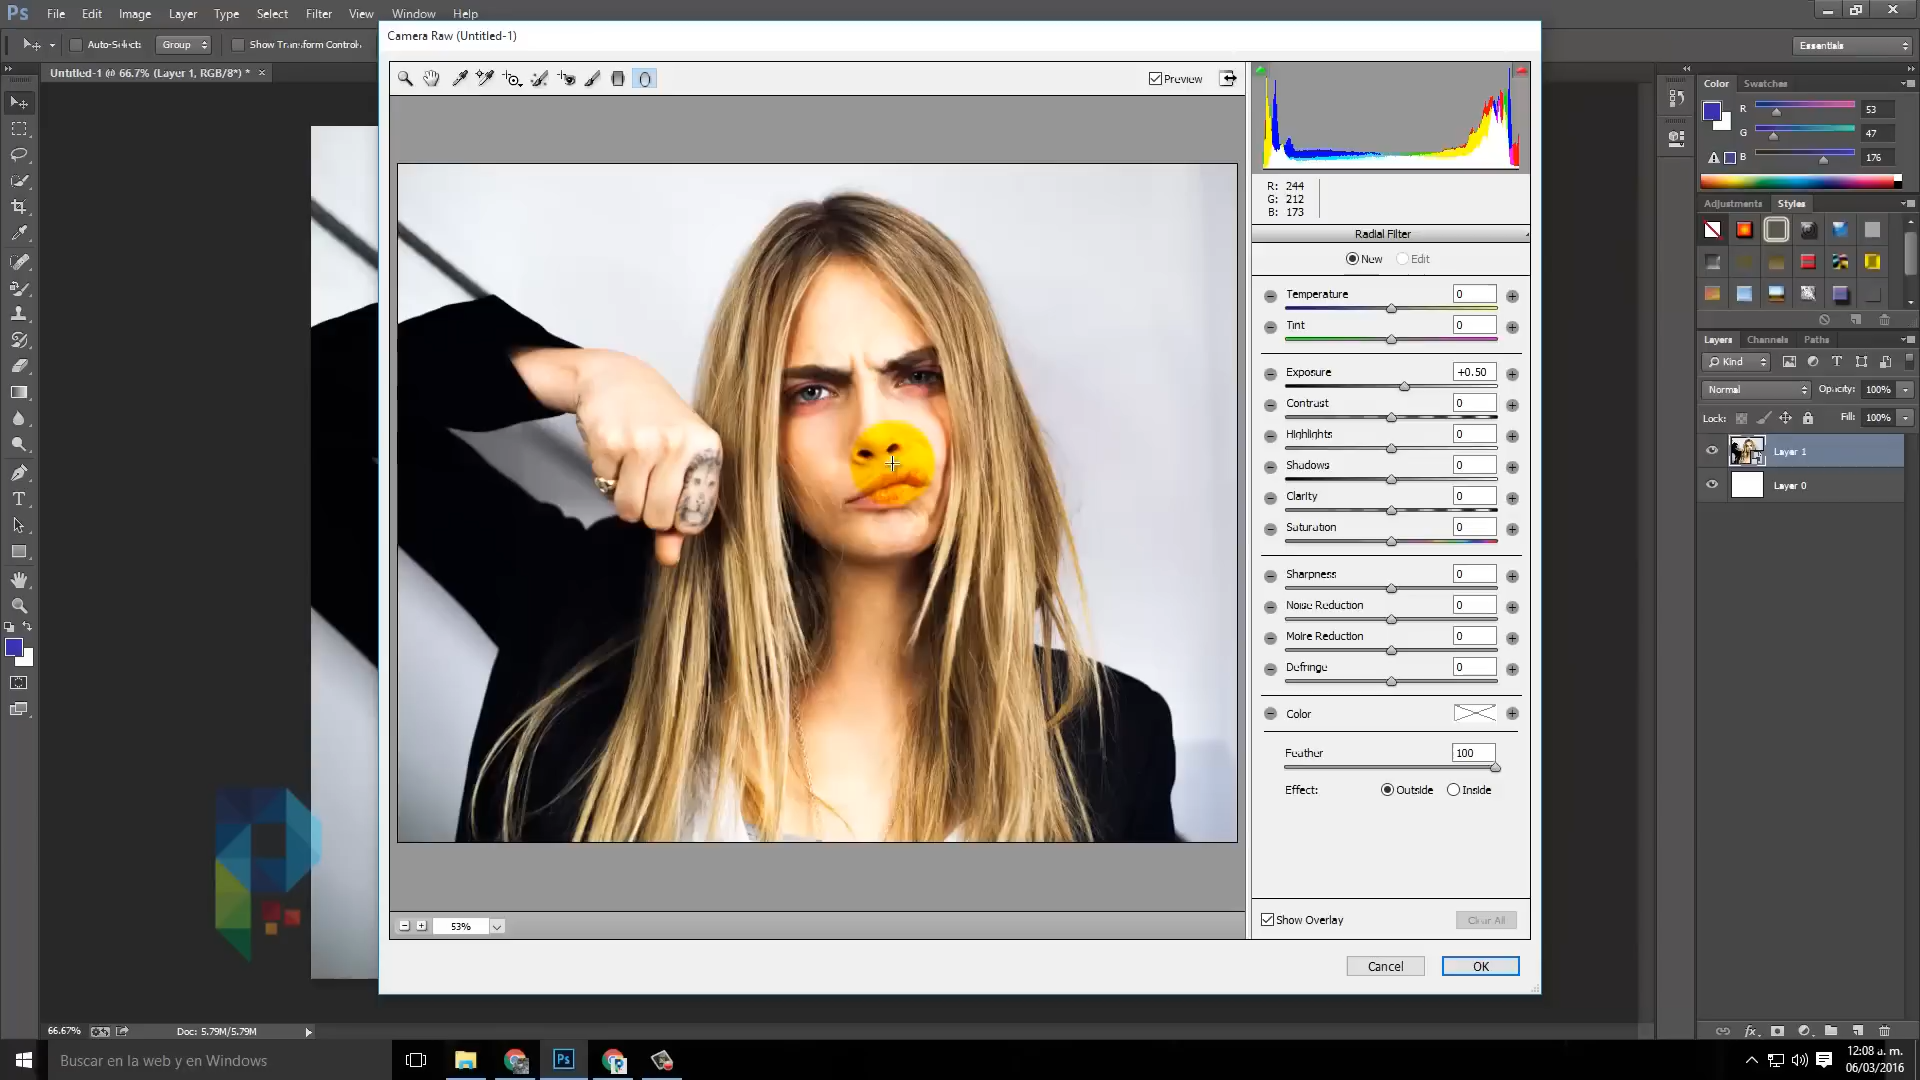 Ps File Edit Image Layer Type Select Filter View Window Help
Auto-Select: Group Show Transform Controls Essentials
Untitled-1 @ 66.7% (Layer 1, RGB/8*) * ×
Camera Raw (Untitled-1)
Preview
R: 244
G: 212
B: 173
Radial Filter
New Edit
Temperature 0
Tint 0
Exposure +0.50
Contrast 0
Highlights 0
Shadows 0
Clarity 0
Saturation 0
Sharpness 0
Noise Reduction 0
Moire Reduction 0
Defringe 0
Color
Feather 100
Effect: Outside Inside
Show Overlay Clear All
53%
Cancel OK
Color Swatches
R 53
G 47
B 176
Adjustments Styles
Layers Channels Paths
Kind
Normal Opacity: 100%
Lock: Fill: 100%
Layer 1
Layer 0
66.67% Doc: 5.79M/5.79M
Buscar en la web y en Windows
Ps
12:08 a. m.
06/03/2016